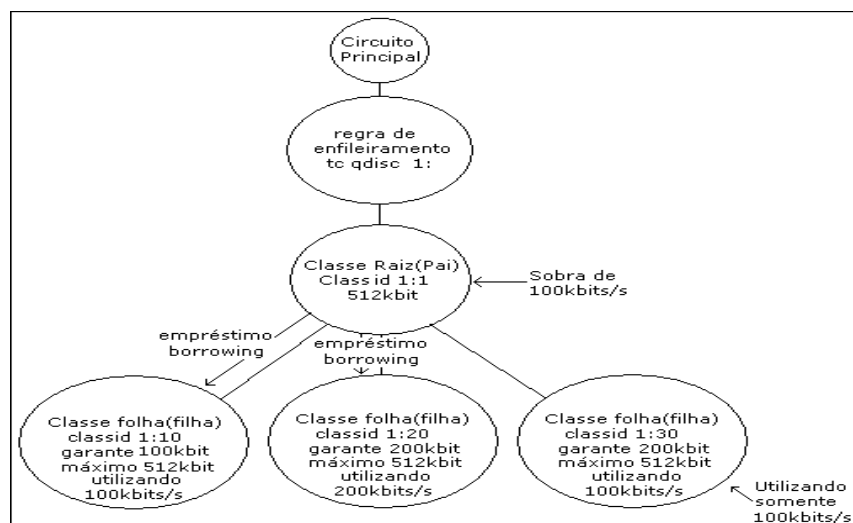 Circuito
Principal
regra de
enfileiramento
tc qdisc 1:
Classe Raiz(Pai)
Class id 1:1
512kbit
Sobra de
100kbits/s
empréstimo
borrowing
empréstimo
borrowing
Classe folha(filha)
classid 1:10
garante 100kbit
máximo 512kbit
utilizando
100kbits/s
Classe folha(filha)
classid 1:20
garante 200kbit
máximo 512kbit
utilizando
200kbits/s
Classe folha(filha)
classid 1:30
garante 200kbit
máximo 512kbit
utilizando
100kbits/s
Utilizando
somente
100kbits/s